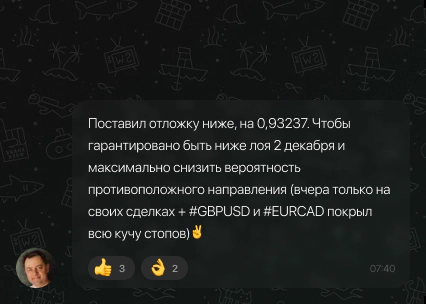 Поставил отложку ниже, на 0,93237. Чтобы
гарантировано быть ниже лоя 2 декабря и
максимально снизить вероятность
противоположного направления (вчера только на
своих сделках + #GBPUSD и #EURCAD покрыл
всю кучу стопов)✌️
👍 3 👌 2 07:40